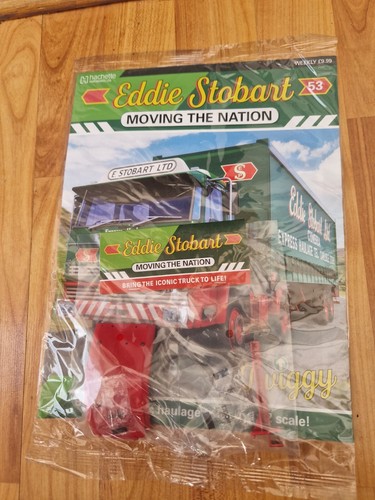 hachette
WEEKLY £9.99
Eddie Stobart
53
MOVING THE NATION
E STOBART LTD
S
Eddie Stobart Ltd
EXPRESS HAULAGE
Eddie Stobart
MOVING THE NATION
BRING THE ICONIC TRUCK TO LIFE!
haulage
scale!